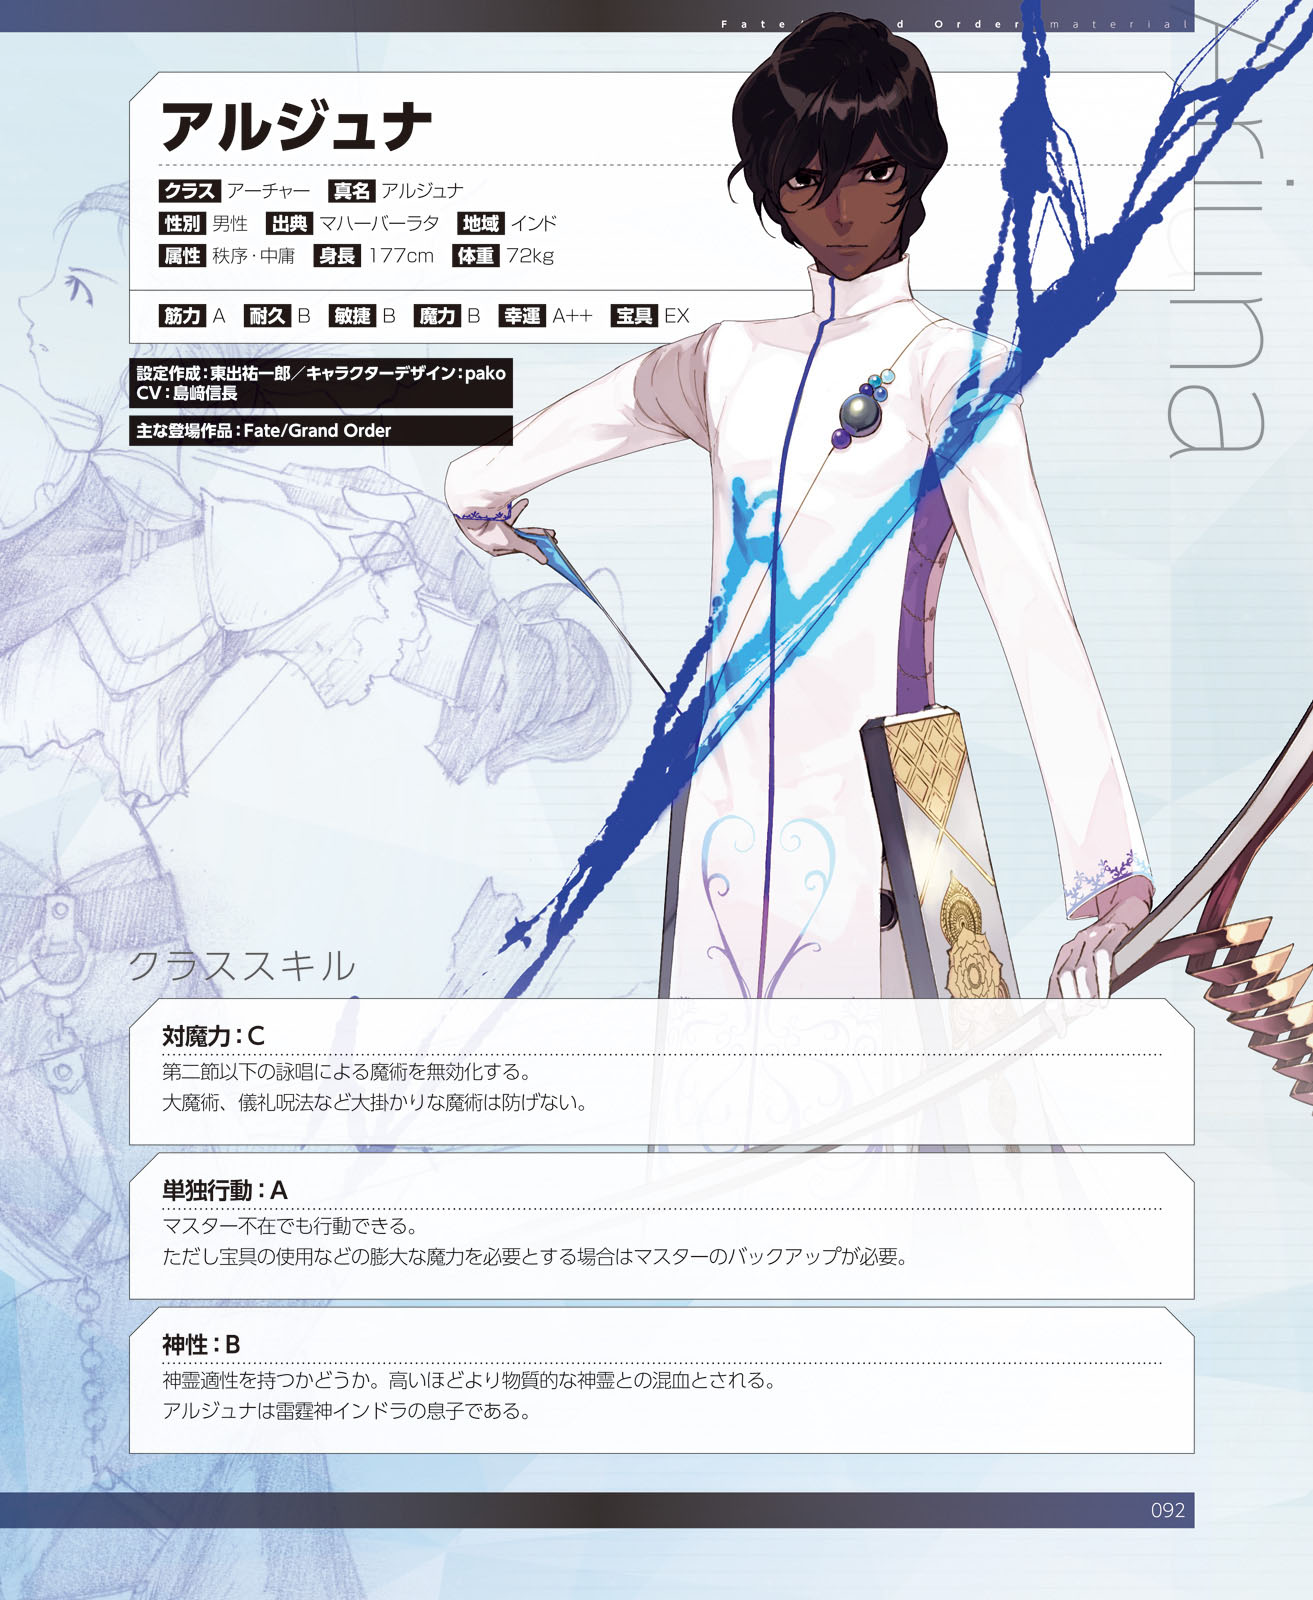 Fate d Order material
Arjuna
アルジュナ
クラス アーチャー 真名 アルジュナ
性別 男性 出典 マハーバーラタ 地域 インド
属性 秩序・中庸 身長 177cm 体重 72kg
筋力 A 耐久 B 敏捷 B 魔力 B 幸運 A++ 宝具 EX
設定作成：東出祐一郎／キャラクターデザイン：pako
CV：島﨑信長
主な登場作品：Fate/Grand Order
クラススキル
対魔力：C
第二節以下の詠唱による魔術を無効化する。
大魔術、儀礼呪法など大掛かりな魔術は防げない。
単独行動：A
マスター不在でも行動できる。
ただし宝具の使用などの膨大な魔力を必要とする場合はマスターのバックアップが必要。
神性：B
神霊適性を持つかどうか。高いほどより物質的な神霊との混血とされる。
アルジュナは雷霆神インドラの息子である。
092